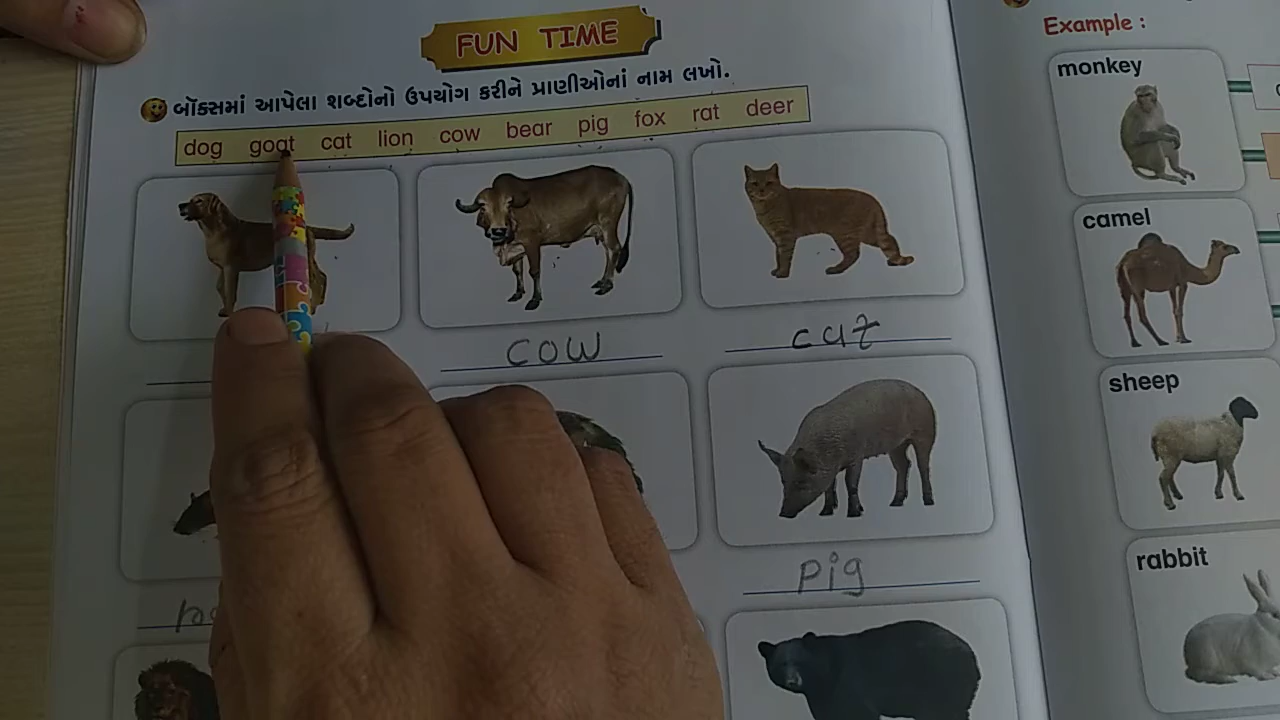 FUN TIME
બૉક્સમાં આપેલા શબ્દોનો ઉપયોગ કરીને પ્રાણીઓનાં નામ લખો.
dog goat cat lion cow bear pig fox rat deer
cow cat
pig
Example :
monkey
camel
sheep
rabbit